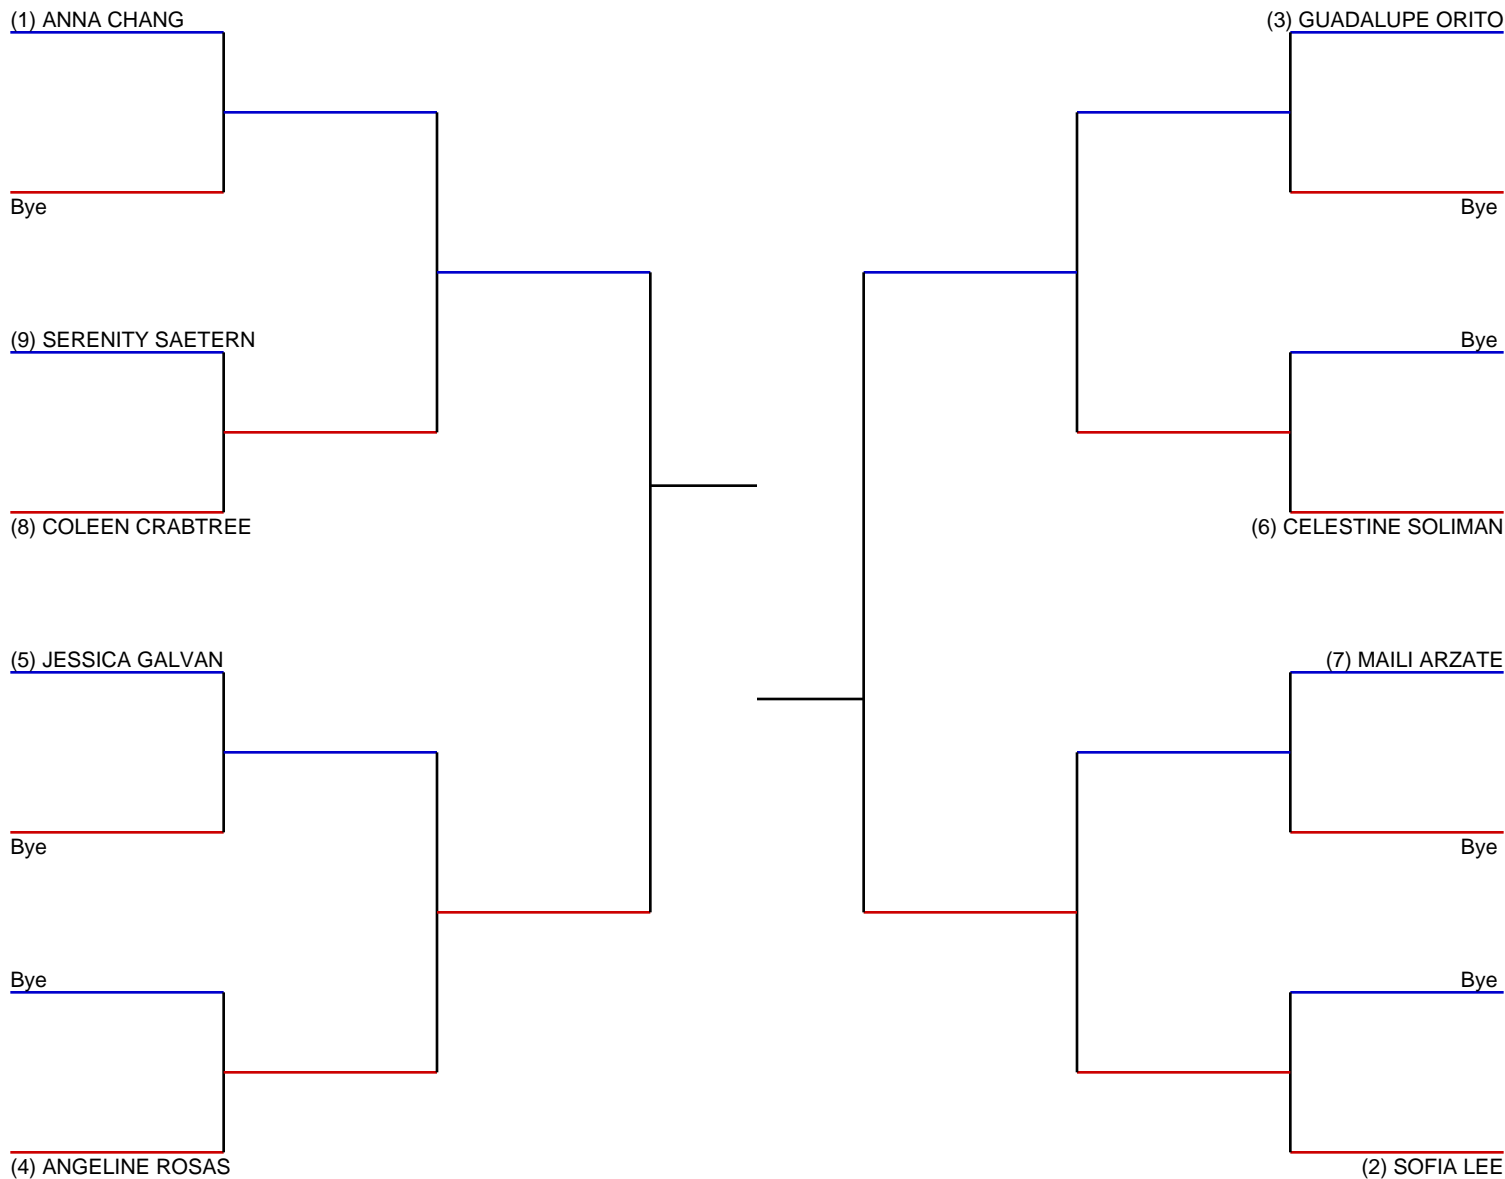 (1) ANNA CHANG
Bye
(9) SERENITY SAETERN
(8) COLEEN CRABTREE
(5) JESSICA GALVAN
Bye
Bye
(4) ANGELINE ROSAS
(3) GUADALUPE ORITO
Bye
Bye
(6) CELESTINE SOLIMAN
(7) MAILI ARZATE
Bye
Bye
(2) SOFIA LEE